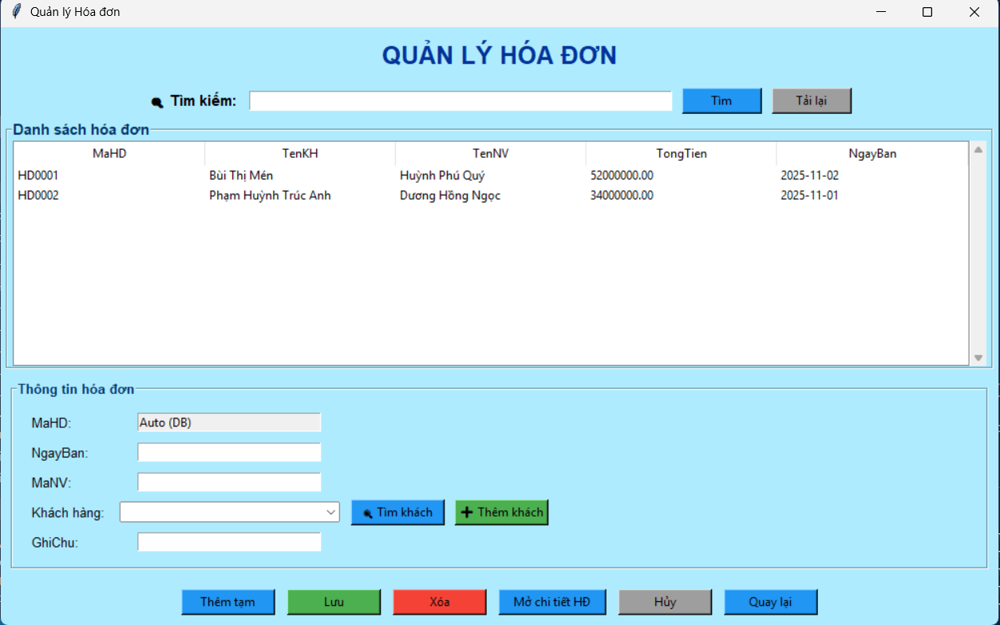 Quản lý Hóa đơn
QUẢN LÝ HÓA ĐƠN
Tìm kiếm: Tìm Tải lại
Danh sách hóa đơn
MaHD TenKH TenNV TongTien NgayBan
HD0001 Bùi Thị Mén Huỳnh Phú Quý 52000000.00 2025-11-02
HD0002 Phạm Huỳnh Trúc Anh Dương Hồng Ngọc 34000000.00 2025-11-01
Thông tin hóa đơn
MaHD: Auto (DB)
NgayBan:
MaNV:
Khách hàng: Tìm khách Thêm khách
GhiChu:
Thêm tạm Lưu Xóa Mở chi tiết HĐ Hủy Quay lại